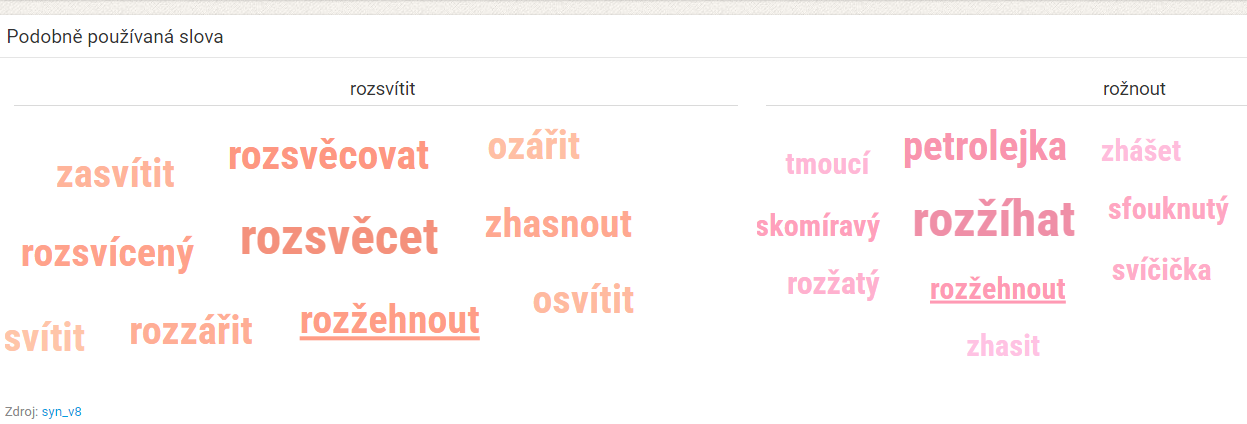 Podobně používaná slova
rozsvítit
zasvítit
rozsvěcovat
ozářit
rozsvícený
rozsvěcet
zhasnout
svítit
rozzářit
rozžehnout
osvítit
rožnout
tmoucí
petrolejka
zhášet
skomíravý
rozžíhat
sfouknutý
rozžatý
rozžehnout
svíčička
zhasit
Zdroj: syn_v8